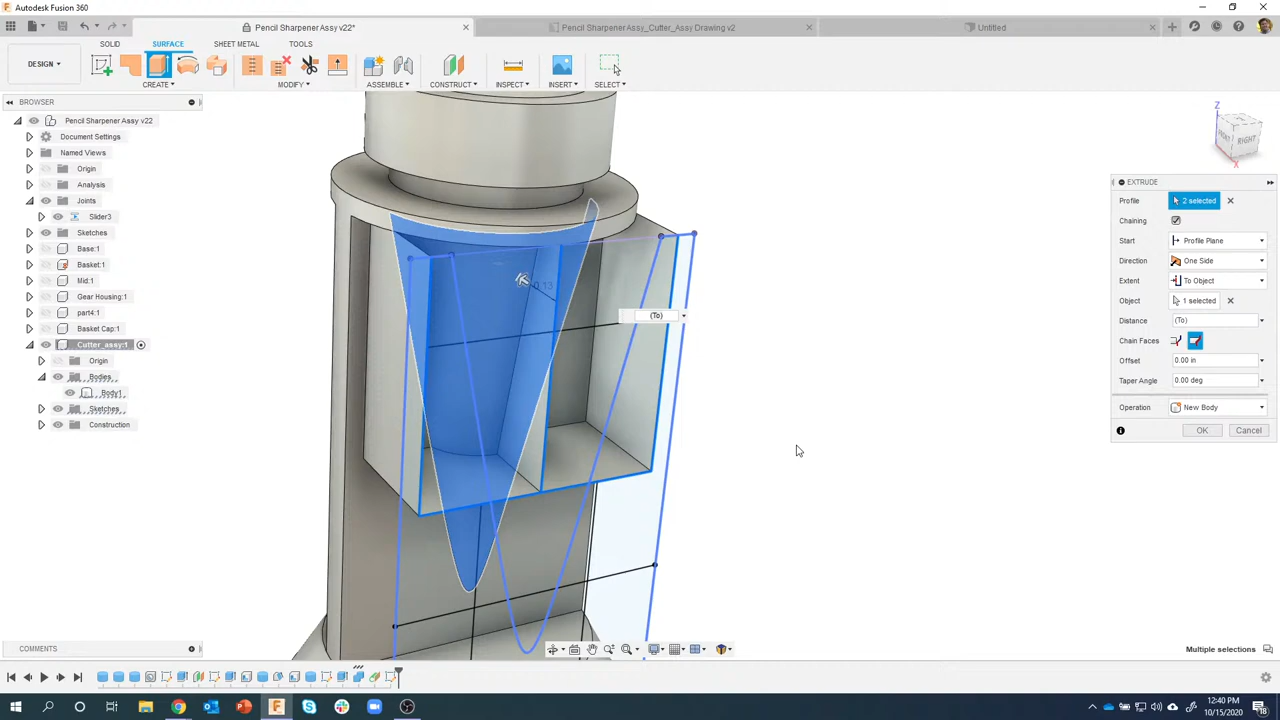 Autodesk Fusion 360
Pencil Sharpener Assy v22*
Pencil Sharpener Assy_Cutter_Assy Drawing v2
Untitled
SOLID
SURFACE
SHEET METAL
TOOLS
DESIGN
CREATE
MODIFY
ASSEMBLE
CONSTRUCT
INSPECT
INSERT
SELECT
BROWSER
Pencil Sharpener Assy v22
Document Settings
Named Views
Origin
Analysis
Joints
Slider3
Sketches
Base:1
Basket:1
Mid:1
Gear Housing:1
part4:1
Basket Cap:1
Cutter_assy:1
Origin
Bodies
Body1
Sketches
Construction
0.13
(To)
Z
FRONT
RIGHT
X
EXTRUDE
Profile 2 selected
Chaining
Start Profile Plane
Direction One Side
Extent To Object
Object 1 selected
Distance (To)
Chain Faces
Offset 0.00 in
Taper Angle 0.00 deg
Operation New Body
OK Cancel
COMMENTS
Multiple selections
12:40 PM
10/15/2020
18